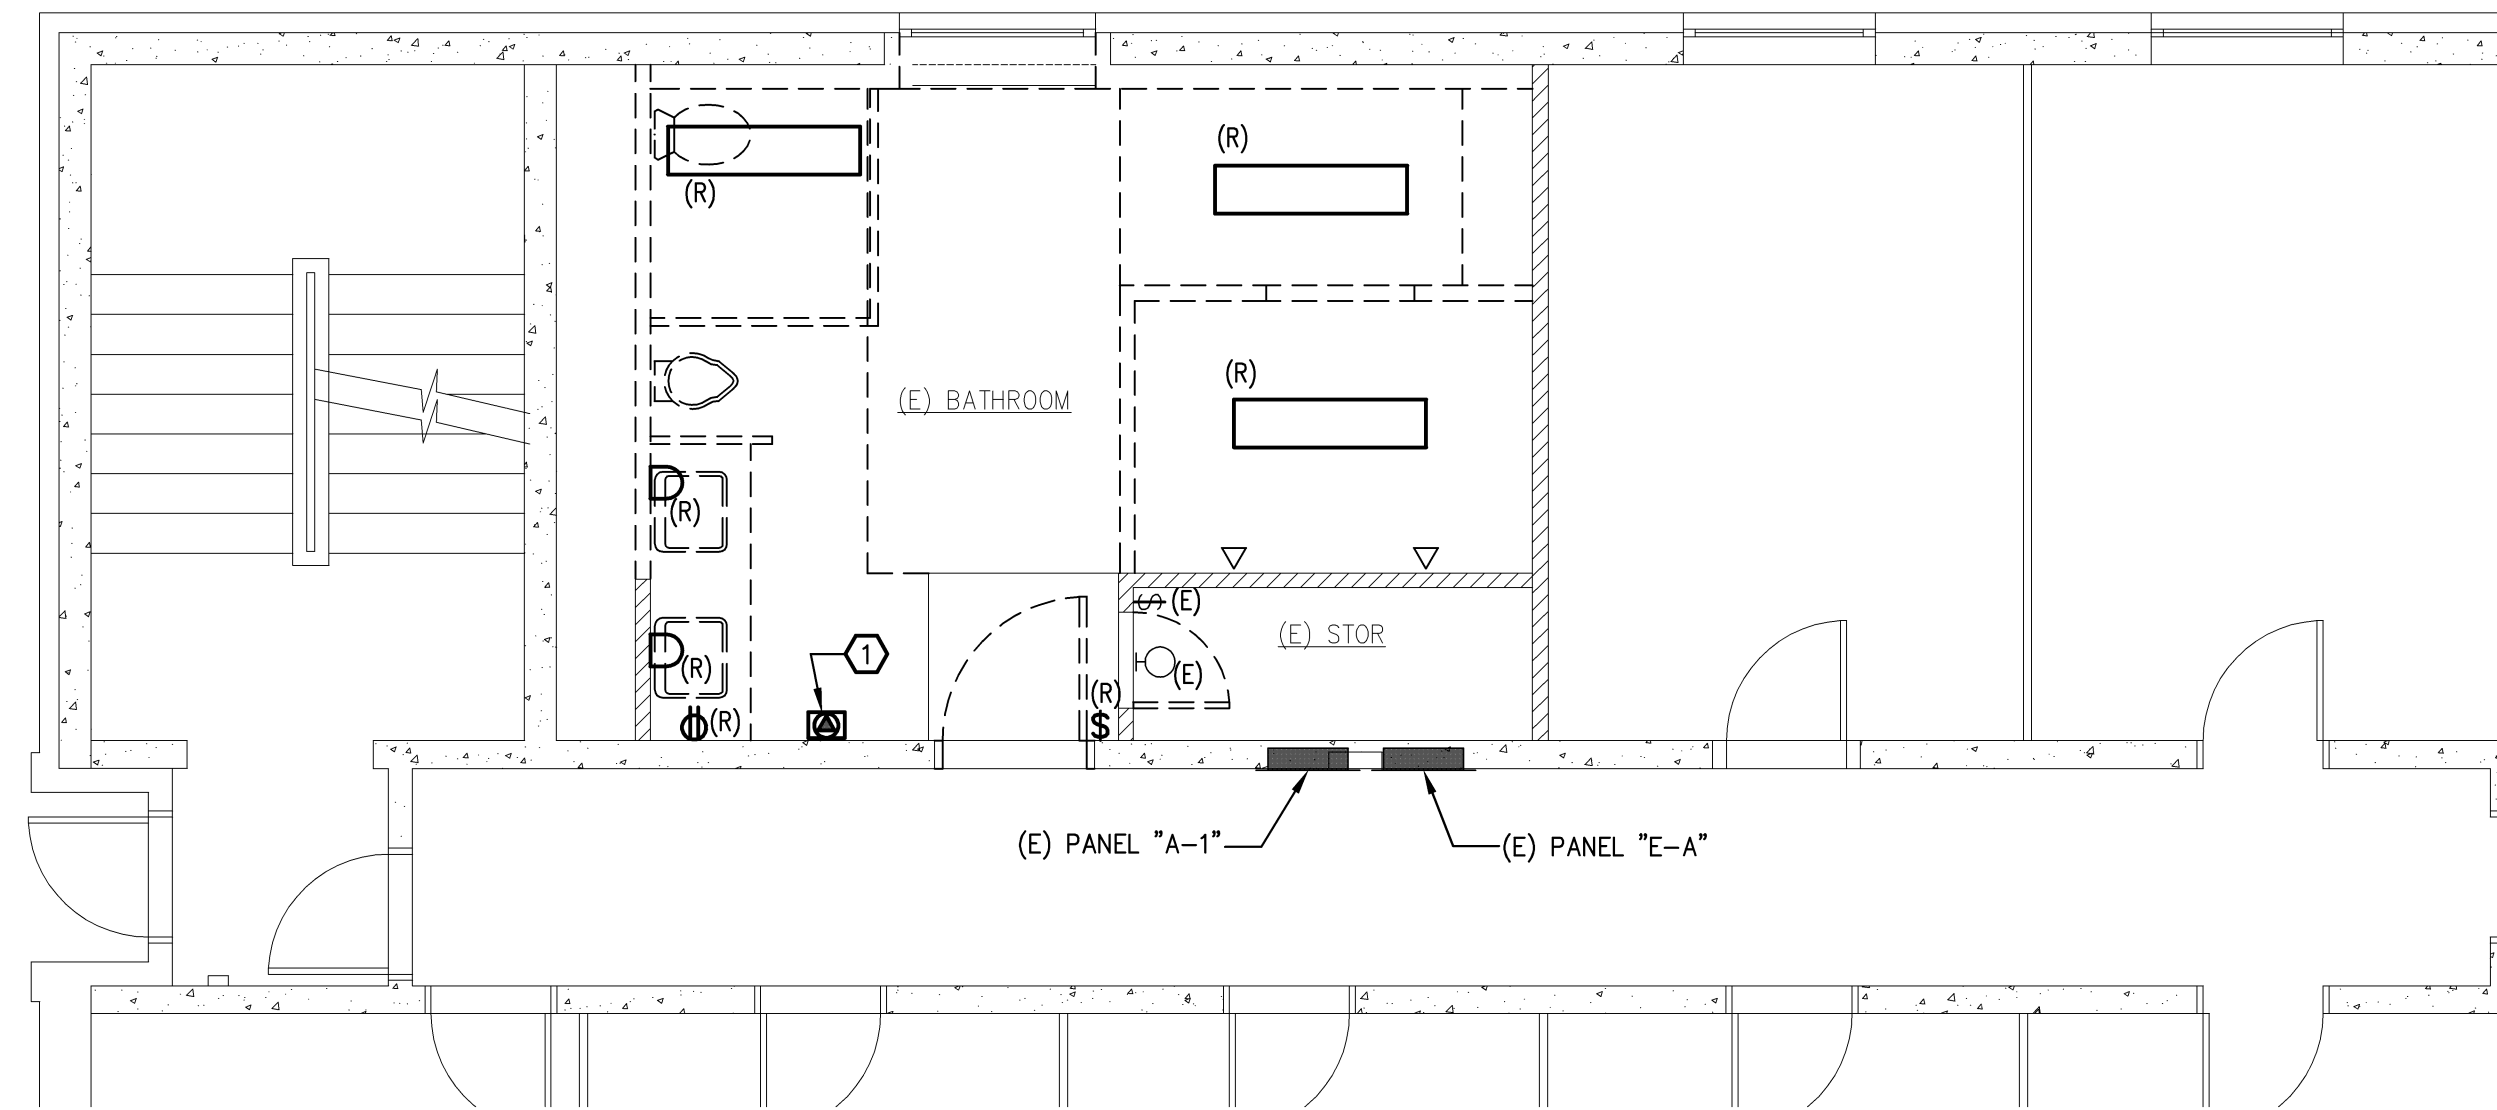 (R)
(R)
(R)
(E) BATHROOM
(R)
$ (E)
(E) STOR
1
(R)
(E)
(R)
(R)
$
(E) PANEL "A-1"
(E) PANEL "E-A"